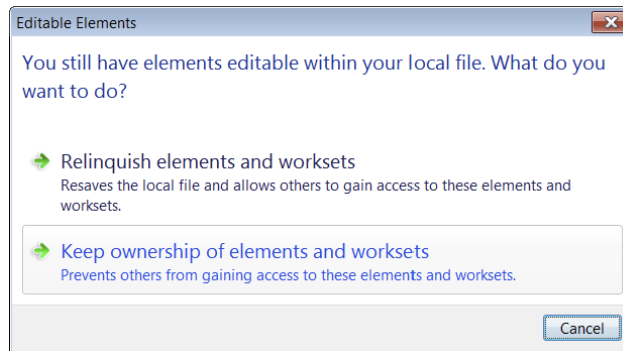 Editable Elements
You still have elements editable within your local file. What do you
want to do?
Relinquish elements and worksets
Resaves the local file and allows others to gain access to these elements and
worksets.
Keep ownership of elements and worksets
Prevents others from gaining access to these elements and worksets.
Cancel